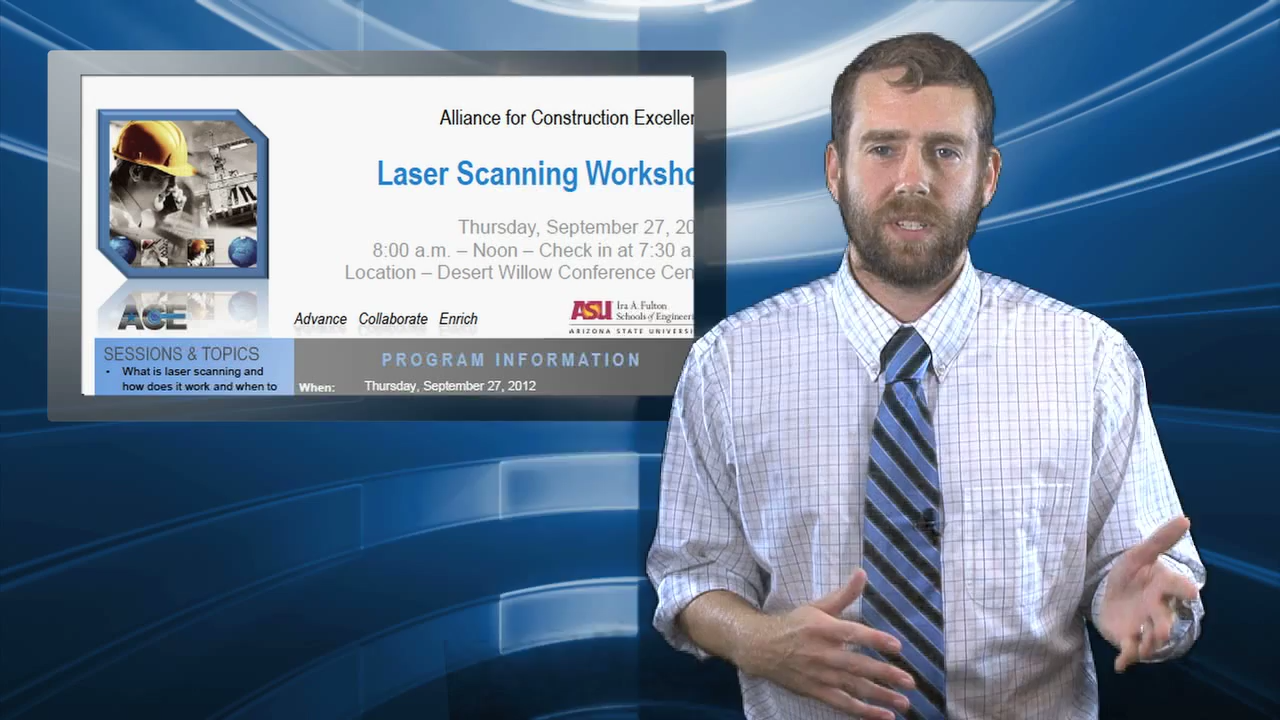 Alliance for Construction Exceller
Laser Scanning Worksho
Thursday, September 27, 20
8:00 a.m. – Noon – Check in at 7:30 a.
Location – Desert Willow Conference Cen
ACE
Advance Collaborate Enrich
ASU Ira A. Fulton
Schools of Engineeri
ARIZONA STATE UNIVERSI
SESSIONS & TOPICS
• What is laser scanning and
how does it work and when to
PROGRAM INFORMATION
When: Thursday, September 27, 2012